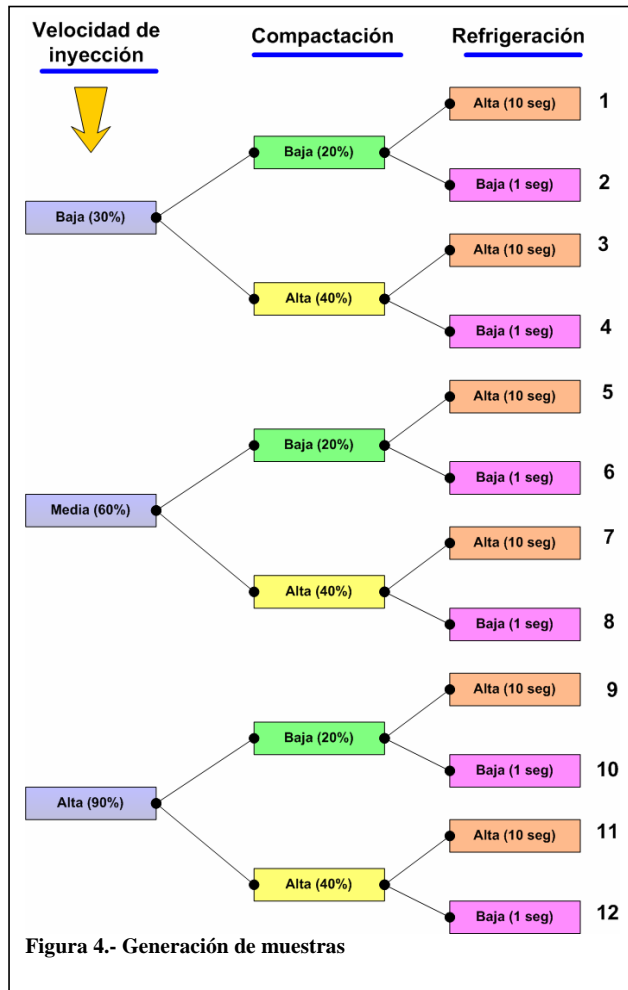 Velocidad de
inyección
Compactación
Refrigeración
Alta (10 seg)
1
Baja (20%)
Baja (1 seg)
2
Baja (30%)
Alta (10 seg)
3
Alta (40%)
Baja (1 seg)
4
Alta (10 seg)
5
Baja (20%)
Baja (1 seg)
6
Media (60%)
Alta (10 seg)
7
Alta (40%)
Baja (1 seg)
8
Alta (10 seg)
9
Baja (20%)
Baja (1 seg)
10
Alta (90%)
Alta (10 seg)
11
Alta (40%)
Baja (1 seg)
12
Figura 4.- Generación de muestras